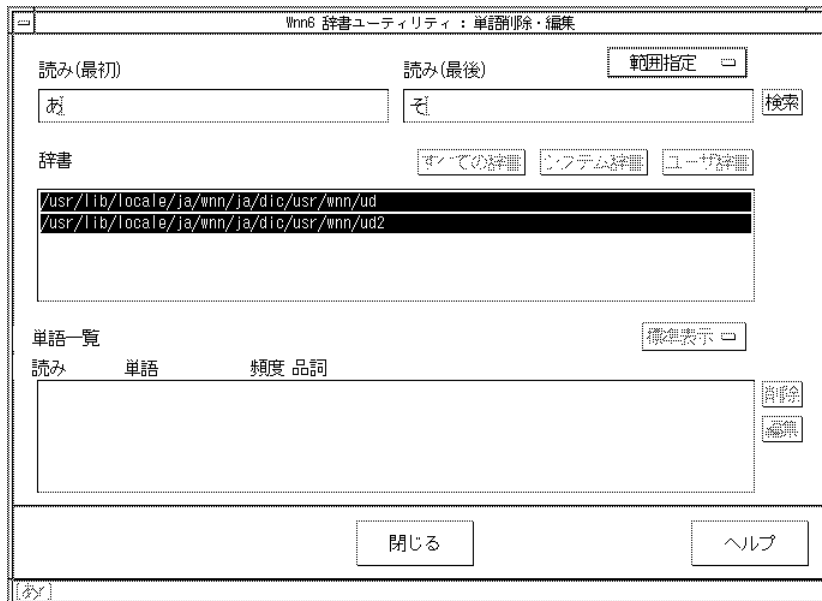 Wnn6 辞書ユーティリティ : 単語削除・編集
読み(最初) 読み(最後) 範囲指定
あ そ 検索
辞書 すべての辞書 システム辞書 ユーザ辞書
/usr/lib/locale/ja/wnn/ja/dic/usr/wnn/ud
/usr/lib/locale/ja/wnn/ja/dic/usr/wnn/ud2
単語一覧 標準表示
読み 単語 頻度 品詞
削除
編集
閉じる ヘルプ
[あr]